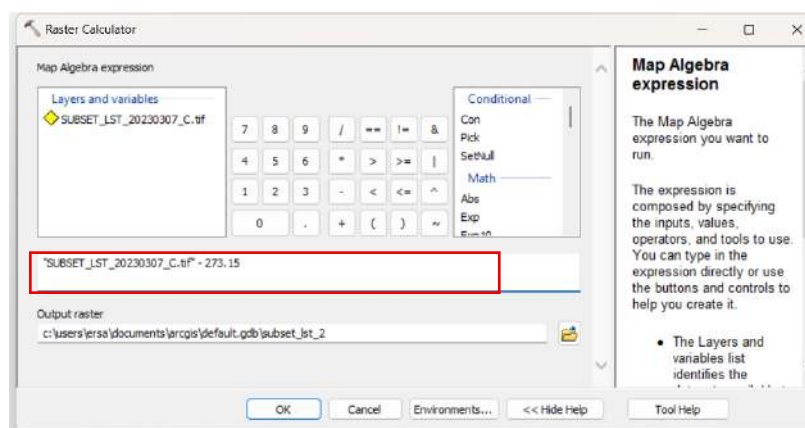 Raster Calculator
Map Algebra expression
Layers and variables
SUBSET_LST_20230307_C.tif
7 8 9 / == != &
4 5 6 * > >= |
1 2 3 - < <= ^
0 . + ( ) ~
Conditional
Con
Pick
SetNull
Math
Abs
Exp
Exp10
"SUBSET_LST_20230307_C.tif" - 273.15
Output raster
c:\users\ersa\documents\arcgis\default.gdb\subset_lst_2
OK Cancel Environments... << Hide Help Tool Help
Map Algebra
expression
The Map Algebra
expression you want to
run.
The expression is
composed by specifying
the inputs, values,
operators, and tools to use.
You can type in the
expression directly or use
the buttons and controls to
help you create it.
• The Layers and
variables list
identifies the